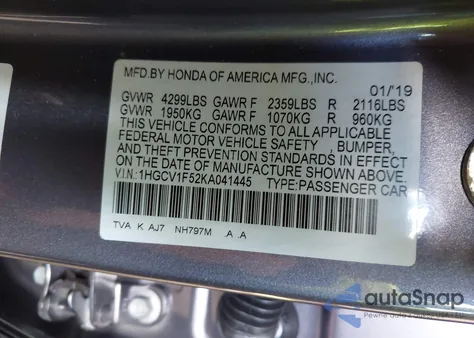 MFD.BY HONDA OF AMERICA MFG.,INC.
01/'19
GVWR 4299LBS GAWR F 2359LBS R 2116LBS
GVWR 1950KG GAWR F 1070KG R 960KG
THIS VEHICLE CONFORMS TO ALL APPLICABLE
FEDERAL MOTOR VEHICLE SAFETY , BUMPER,
AND THEFT PREVENTION STANDARDS IN EFFECT
ON THE DATE OF MANUFACTURE SHOWN ABOVE.
V.I.N.:1HGCV1F52KA041445 TYPE:PASSENGER CAR
TVA K AJ7 NH797M .A .A
autoSnap
Pewne auto z